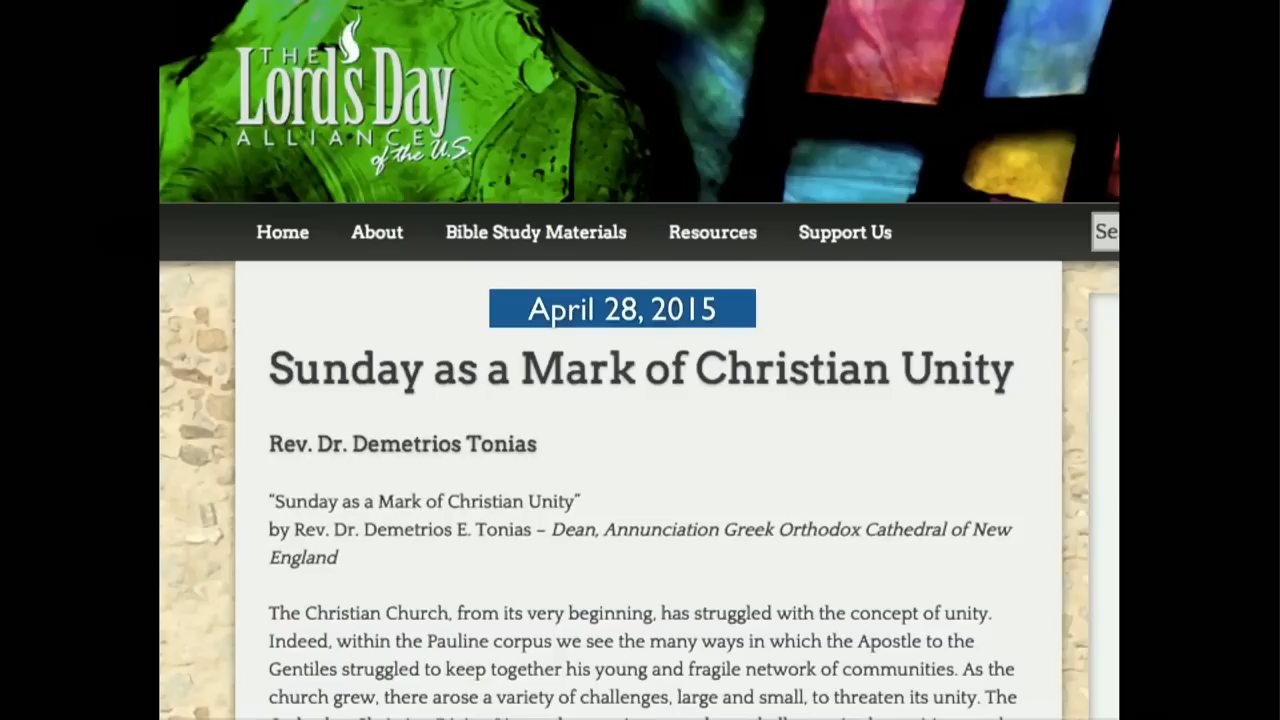 THE
Lord's Day
ALLIANCE
of the U.S.
Home About Bible Study Materials Resources Support Us Se
April 28, 2015
Sunday as a Mark of Christian Unity
Rev. Dr. Demetrios Tonias
“Sunday as a Mark of Christian Unity”
by Rev. Dr. Demetrios E. Tonias – Dean, Annunciation Greek Orthodox Cathedral of New
England
The Christian Church, from its very beginning, has struggled with the concept of unity.
Indeed, within the Pauline corpus we see the many ways in which the Apostle to the
Gentiles struggled to keep together his young and fragile network of communities. As the
church grew, there arose a variety of challenges, large and small, to threaten its unity. The